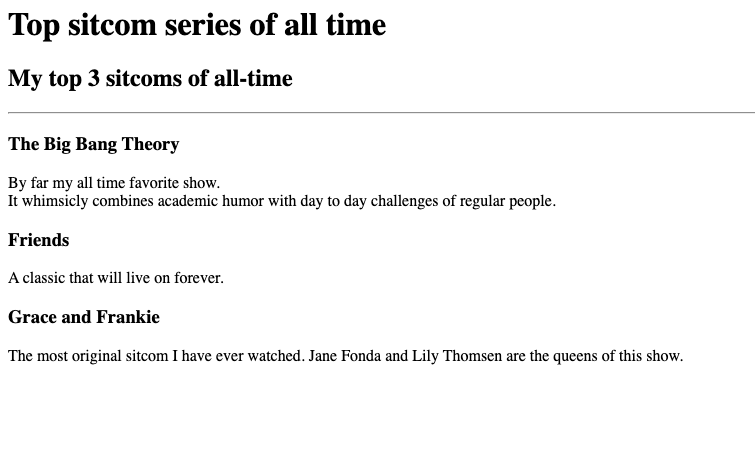 Top sitcom series of all time
My top 3 sitcoms of all-time
The Big Bang Theory
By far my all time favorite show.
It whimsicly combines academic humor with day to day challenges of regular people.
Friends
A classic that will live on forever.
Grace and Frankie
The most original sitcom I have ever watched. Jane Fonda and Lily Thomsen are the queens of this show.